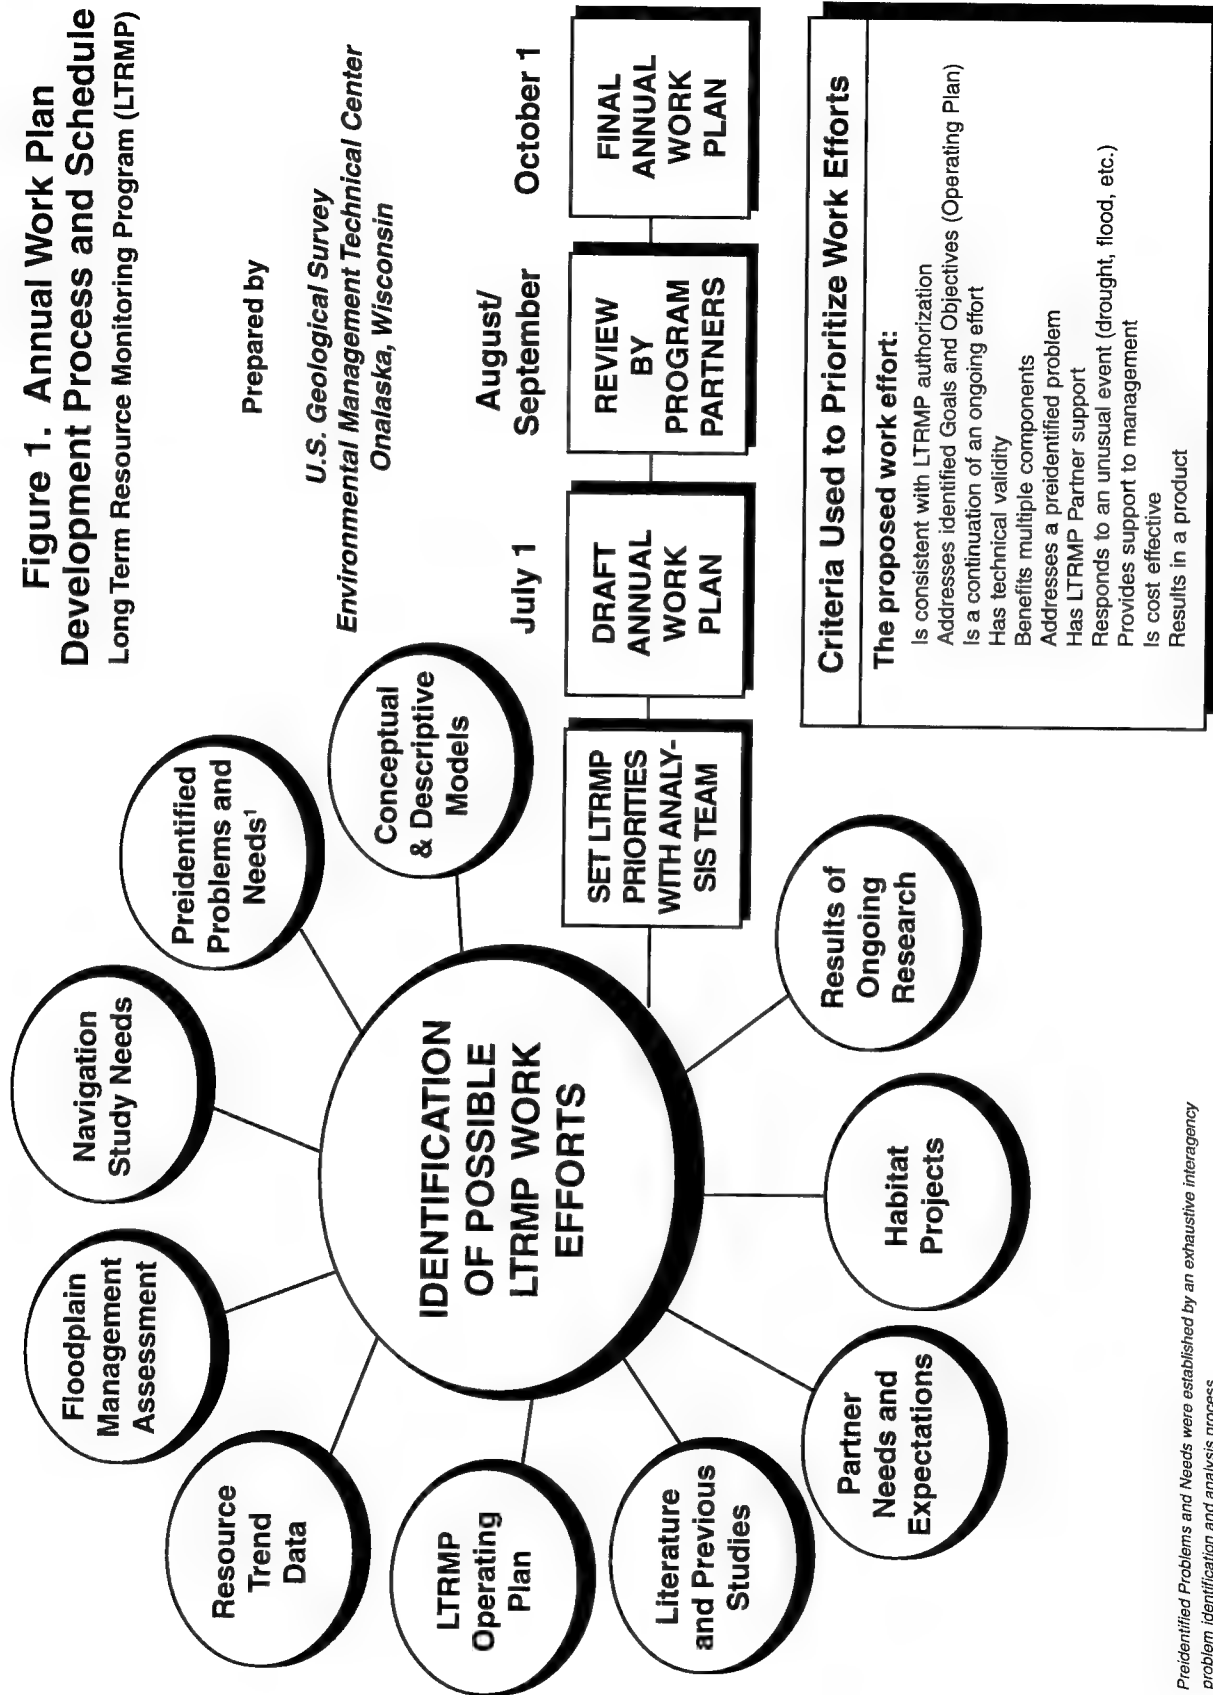 Figure 1. Annual Work Plan
Development Process and Schedule
Long Term Resource Monitoring Program (LTRMP)
Prepared by
U.S. Geological Survey
Environmental Management Technical Center
Onalaska, Wisconsin
Resource
Trend
Data
Floodplain
Management
Assessment
Navigation
Study Needs
Preidentified
Problems and
Needs¹
Conceptual
& Descriptive
Models
LTRMP
Operating
Plan
Literature
and Previous
Studies
Partner
Needs and
Expectations
Habitat
Projects
Results of
Ongoing
Research
IDENTIFICATION
OF POSSIBLE
LTRMP WORK
EFFORTS
SET LTRMP
PRIORITIES
WITH ANALY-
SIS TEAM
July 1
DRAFT
ANNUAL
WORK
PLAN
August/
September
REVIEW
BY
PROGRAM
PARTNERS
October 1
FINAL
ANNUAL
WORK
PLAN
Criteria Used to Prioritize Work Efforts
The proposed work effort:
Is consistent with LTRMP authorization
Addresses identified Goals and Objectives (Operating Plan)
Is a continuation of an ongoing effort
Has technical validity
Benefits multiple components
Addresses a preidentified problem
Has LTRMP Partner support
Responds to an unusual event (drought, flood, etc.)
Provides support to management
Is cost effective
Results in a product
Preidentified Problems and Needs were established by an exhaustive interagency
problem identification and analysis process